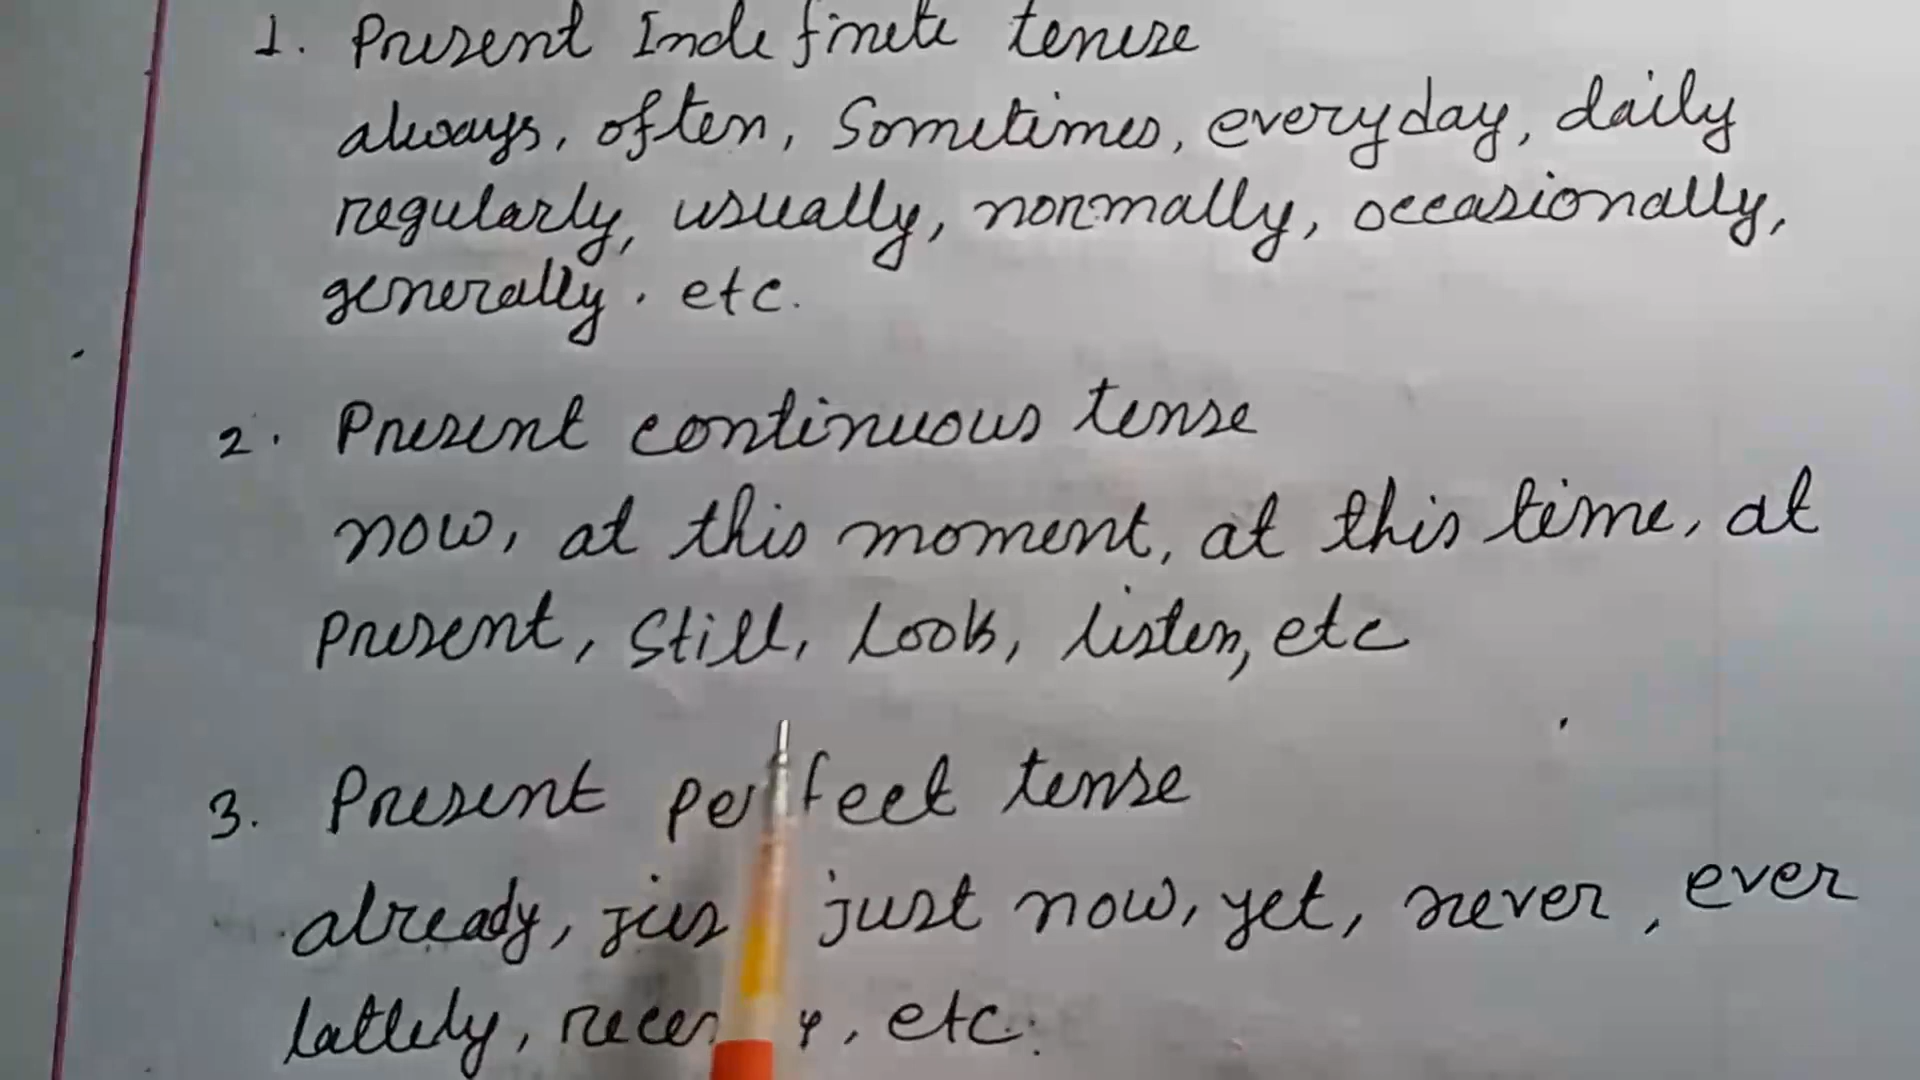 1. Present Indefinete tense
always, often, Sometimes, everyday, daily
regularly, usually, normally, occasionally,
generally. etc.
2. Present continuous tense
now, at this moment, at this time, at
present, still, Look, listen, etc
3. Present perfect tense
already, just now, yet, never, ever
latlely, etc.